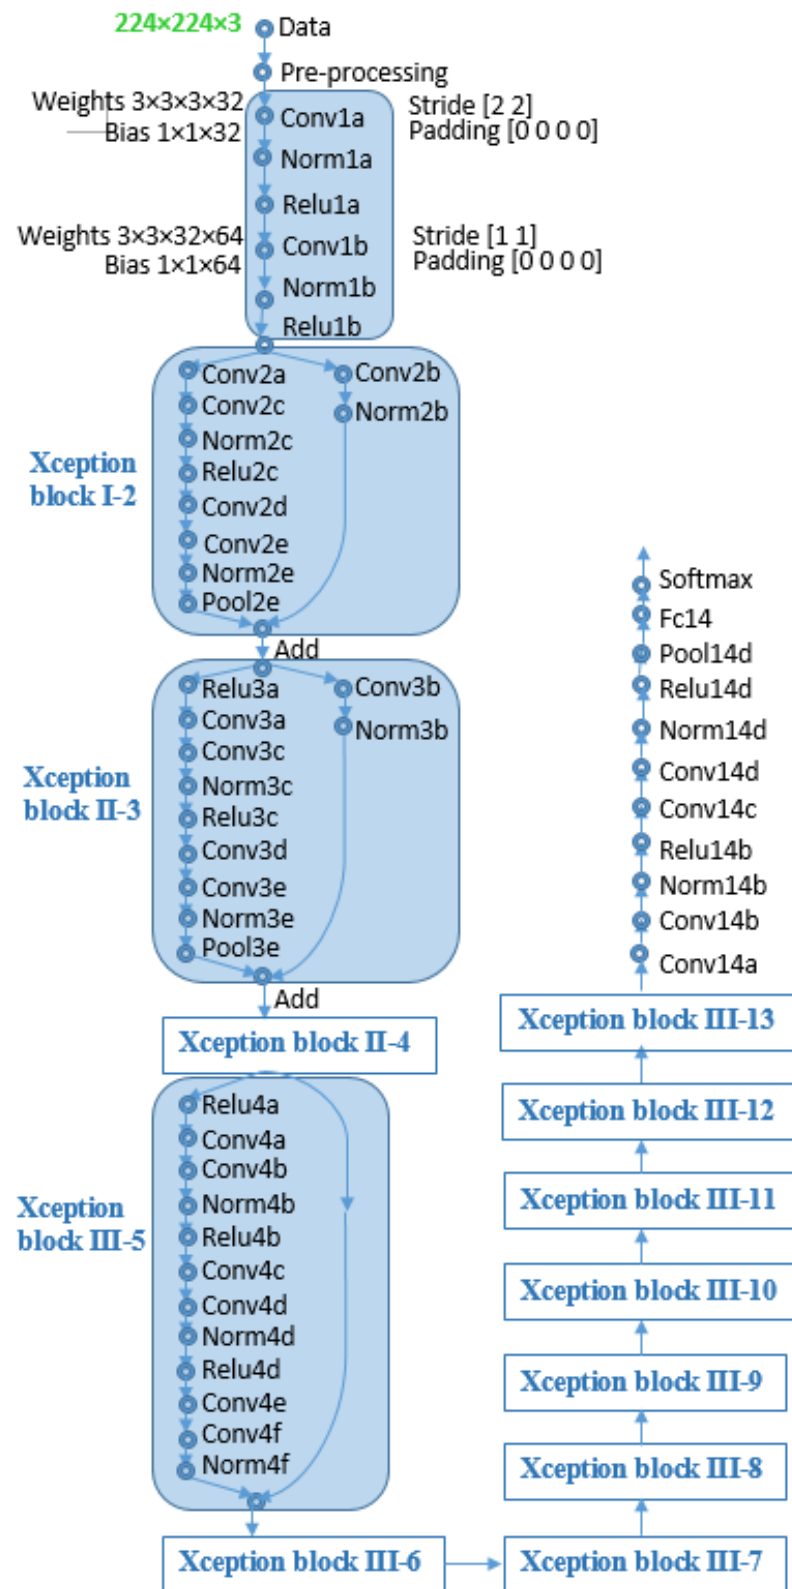 224×224×3
Data
Pre-processing
Weights 3×3×3×32
Bias 1×1×32
Conv1a
Stride [2 2]
Padding [0 0 0 0]
Norm1a
Relu1a
Weights 3×3×32×64
Bias 1×1×64
Conv1b
Stride [1 1]
Padding [0 0 0 0]
Norm1b
Relu1b
Xception
block I-2
Conv2a
Conv2c
Norm2c
Relu2c
Conv2d
Conv2e
Norm2e
Pool2e
Conv2b
Norm2b
Add
Xception
block II-3
Relu3a
Conv3a
Conv3c
Norm3c
Relu3c
Conv3d
Conv3e
Norm3e
Pool3e
Conv3b
Norm3b
Add
Xception block II-4
Xception
block III-5
Relu4a
Conv4a
Conv4b
Norm4b
Relu4b
Conv4c
Conv4d
Norm4d
Relu4d
Conv4e
Conv4f
Norm4f
Xception block III-6
Xception block III-7
Xception block III-8
Xception block III-9
Xception block III-10
Xception block III-11
Xception block III-12
Xception block III-13
Conv14a
Conv14b
Norm14b
Relu14b
Conv14c
Conv14d
Norm14d
Relu14d
Pool14d
Fc14
Softmax